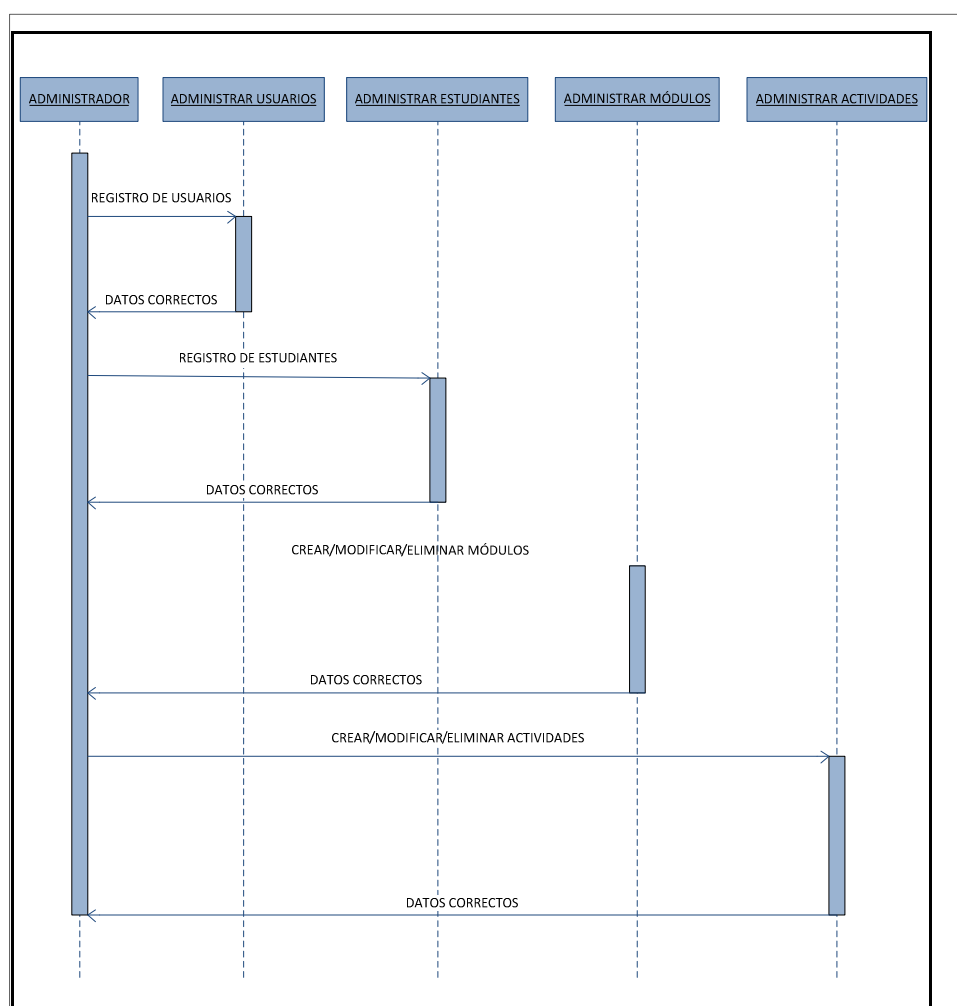 ADMINISTRADOR
ADMINISTRAR USUARIOS
ADMINISTRAR ESTUDIANTES
ADMINISTRAR MÓDULOS
ADMINISTRAR ACTIVIDADES
REGISTRO DE USUARIOS
DATOS CORRECTOS
REGISTRO DE ESTUDIANTES
DATOS CORRECTOS
CREAR/MODIFICAR/ELIMINAR MÓDULOS
DATOS CORRECTOS
CREAR/MODIFICAR/ELIMINAR ACTIVIDADES
DATOS CORRECTOS